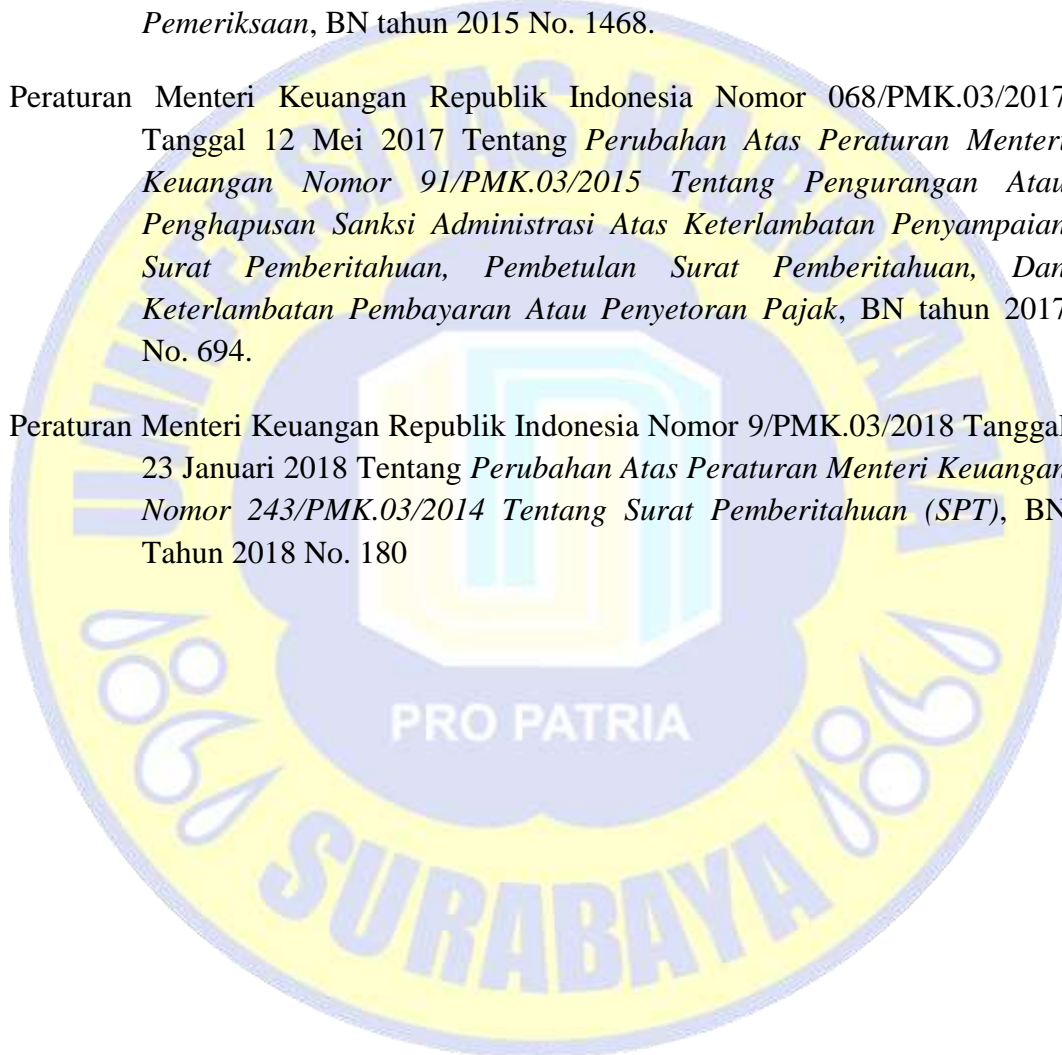 Pemeriksaan, BN tahun 2015 No. 1468.
Peraturan Menteri Keuangan Republik Indonesia Nomor 068/PMK.03/2017
Tanggal 12 Mei 2017 Tentang Perubahan Atas Peraturan Menteri
Keuangan Nomor 91/PMK.03/2015 Tentang Pengurangan Atau
Penghapusan Sanksi Administrasi Atas Keterlambatan Penyampaian
Surat Pemberitahuan, Pembetulan Surat Pemberitahuan, Dan
Keterlambatan Pembayaran Atau Penyetoran Pajak, BN tahun 2017
No. 694.
Peraturan Menteri Keuangan Republik Indonesia Nomor 9/PMK.03/2018 Tanggal
23 Januari 2018 Tentang Perubahan Atas Peraturan Menteri Keuangan
Nomor 243/PMK.03/2014 Tentang Surat Pemberitahuan (SPT), BN
Tahun 2018 No. 180
UNIVERSITAS NAROTAMA
PRO PATRIA
SURABAYA